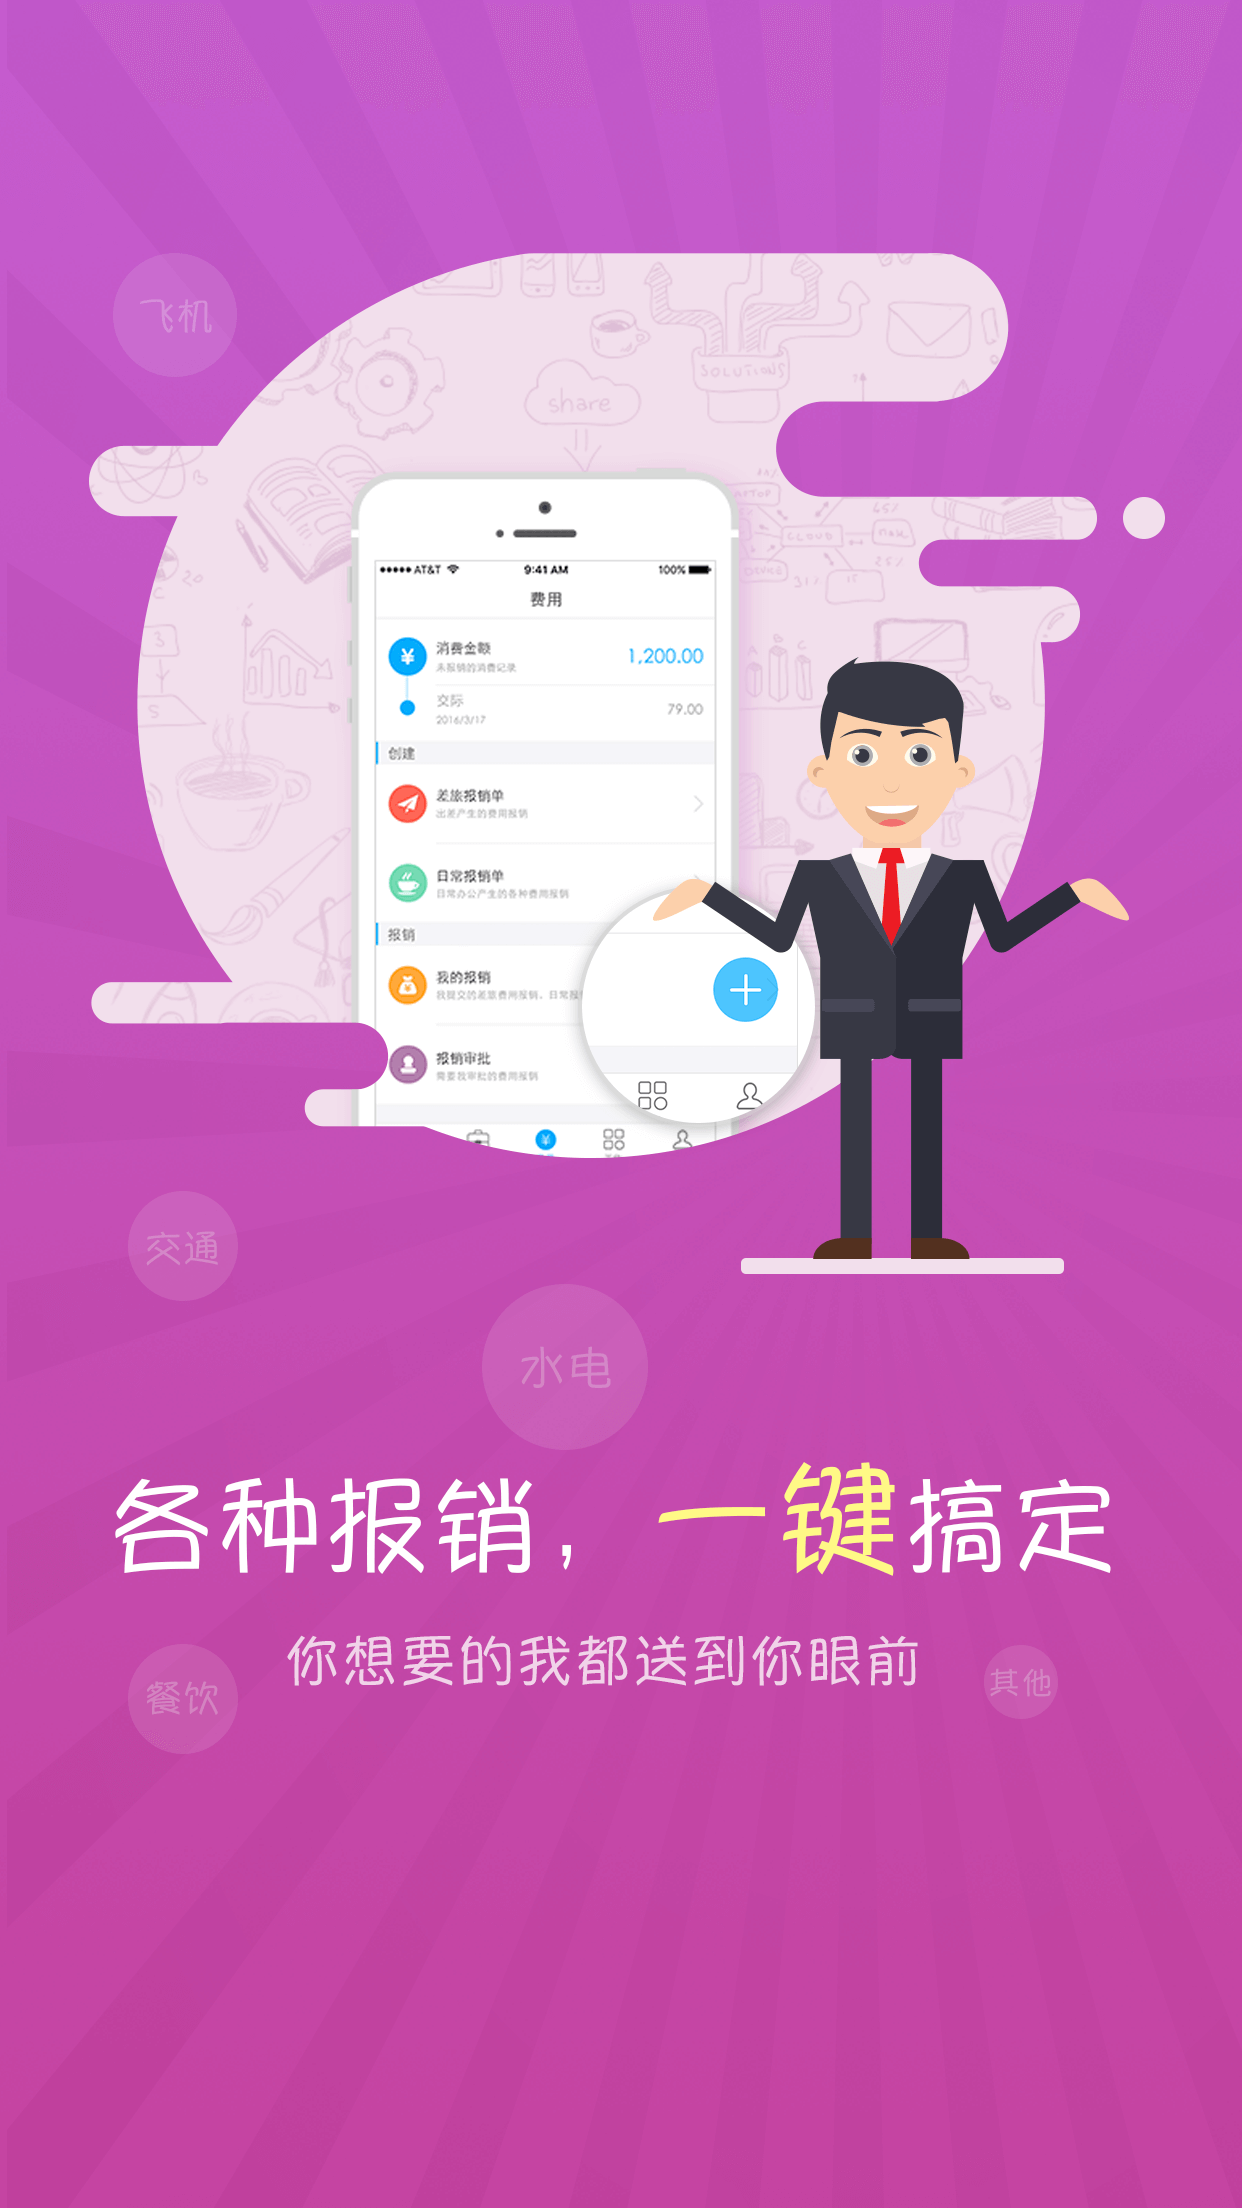 飞机
SOLUTIONS
share
CLOUD
●●●●● AT&T 9:41 AM 100%
费用
消费金额 1,200.00
未报销的消费记录
交际 79.00
2016/3/17
创建
差旅报销单
出差产生的费用报销
日常报销单
日常办公产生的各种费用报销
报销
我的报销
我提交的差旅费用报销，日常报
报销审批
需要我审批的费用报销
交通
水电
各种报销，一键搞定
你想要的我都送到你眼前
餐饮
其他